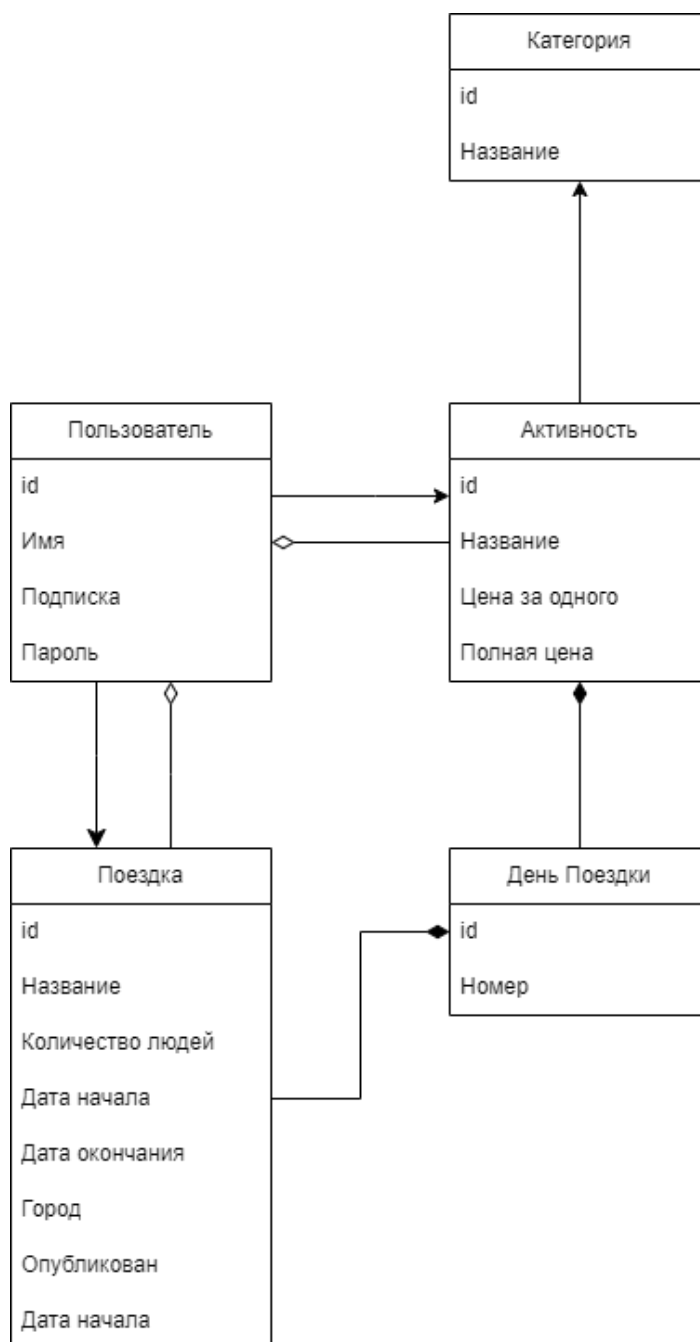 Категория
id
Название
Пользователь
id
Имя
Подписка
Пароль
Активность
id
Название
Цена за одного
Полная цена
Поездка
id
Название
Количество людей
Дата начала
Дата окончания
Город
Опубликован
Дата начала
День Поездки
id
Номер